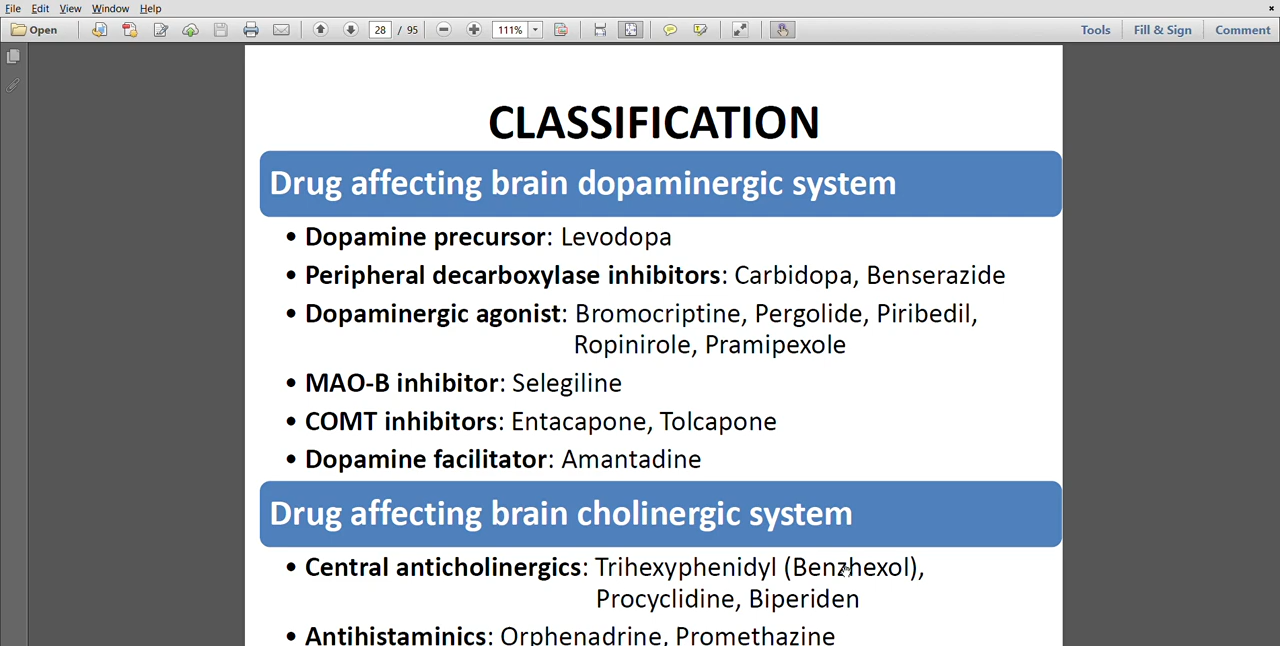 File Edit View Window Help
Open 28 / 95 111% Tools Fill & Sign Comment
CLASSIFICATION
Drug affecting brain dopaminergic system
• Dopamine precursor: Levodopa
• Peripheral decarboxylase inhibitors: Carbidopa, Benserazide
• Dopaminergic agonist: Bromocriptine, Pergolide, Piribedil,
Ropinirole, Pramipexole
• MAO-B inhibitor: Selegiline
• COMT inhibitors: Entacapone, Tolcapone
• Dopamine facilitator: Amantadine
Drug affecting brain cholinergic system
• Central anticholinergics: Trihexyphenidyl (Benzhexol),
Procyclidine, Biperiden
• Antihistaminics: Orphenadrine, Promethazine